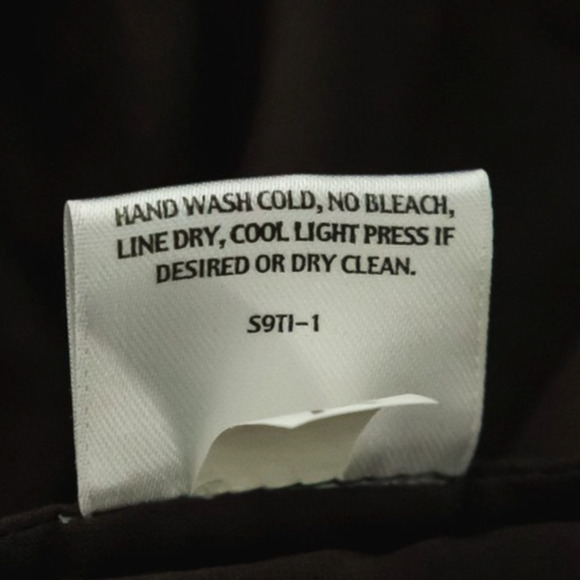 HAND WASH COLD, NO BLEACH,
LINE DRY, COOL LIGHT PRESS IF
DESIRED OR DRY CLEAN.
S9TI-1